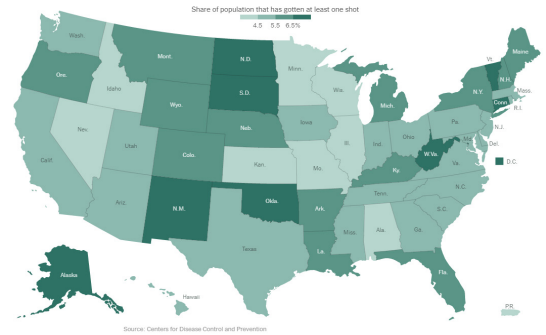 Share of population that has gotten at least one shot
4.5 5.5 6.5%
Wash.
Mont.
N.D.
Minn.
Vt.
Maine
Ore.
Idaho
S.D.
Wis.
Mich.
N.Y.
N.H.
Mass.
Wyo.
Conn.
R.I.
Nev.
Neb.
Iowa
Pa.
N.J.
Utah
Colo.
Ill.
Ind.
Ohio
Md.
Del.
D.C.
Calif.
Kan.
Mo.
Ky.
W.Va.
Va.
Ariz.
N.M.
Okla.
Ark.
Tenn.
N.C.
S.C.
Texas
La.
Miss.
Ala.
Ga.
Fla.
Alaska
Hawaii
P.R.
Source: Centers for Disease Control and Prevention